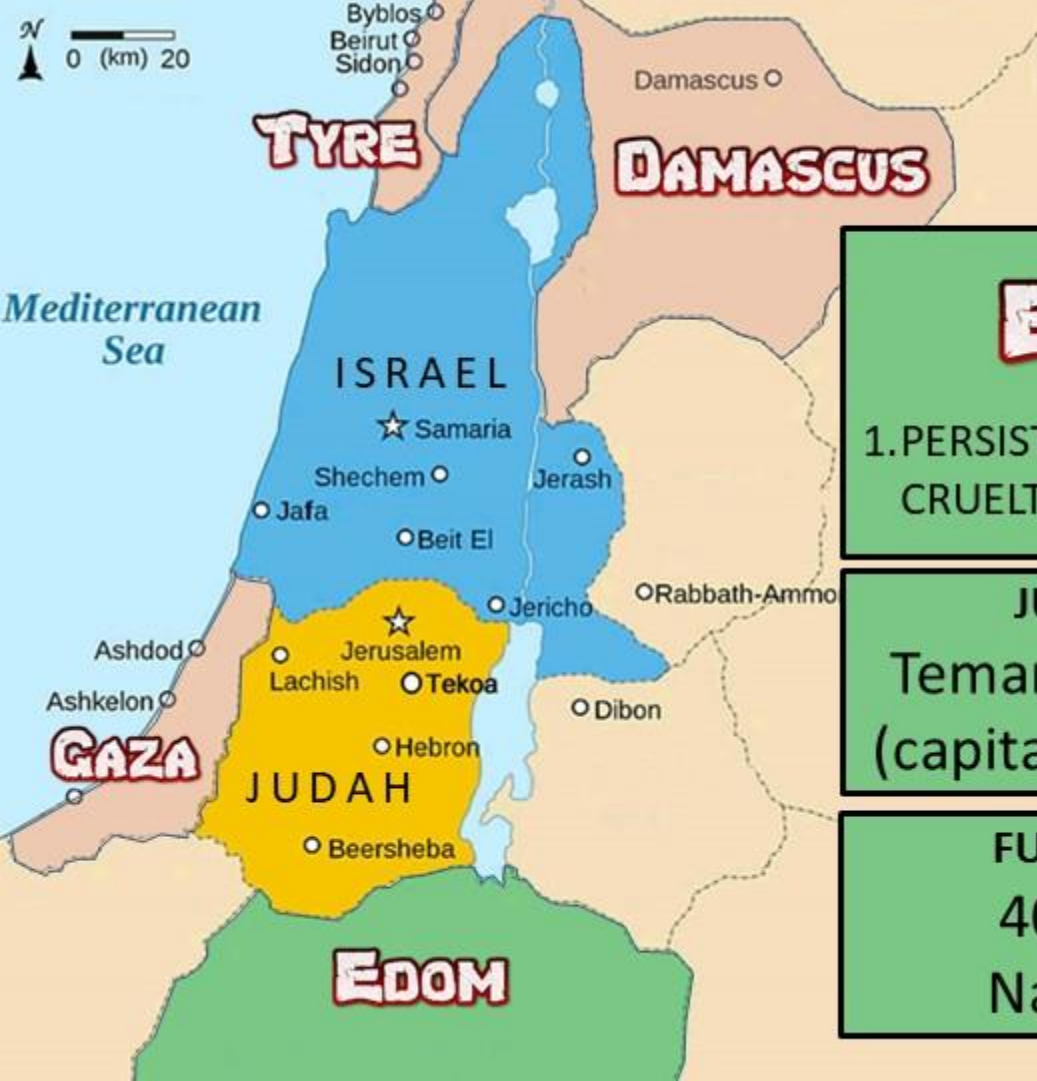 N
0 (km) 20
Byblos
Beirut
Sidon
TYRE
Damascus
DAMASCUS
Mediterranean
Sea
ISRAEL
Samaria
Shechem
Jerash
Jafa
Beit El
Jericho
Rabbath-Ammo
Ashdod
Jerusalem
Lachish
Tekoa
Ashkelon
Dibon
GAZA
Hebron
JUDAH
Beersheba
EDOM
E
1.PERSIST
CRUELT
JU
Teman
(capita
FU
40
Na